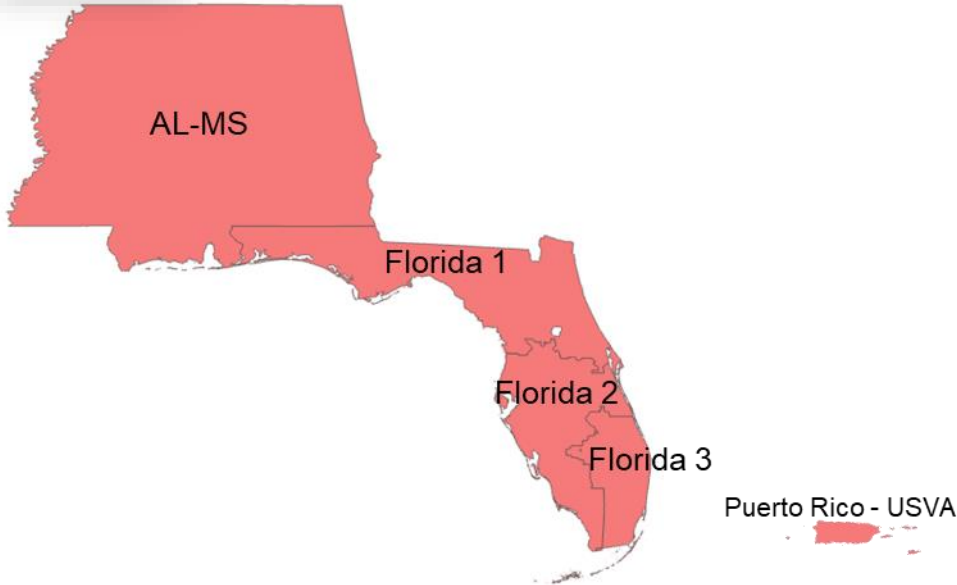 AL-MS
Florida 1
Florida 2
Florida 3
Puerto Rico - USVA